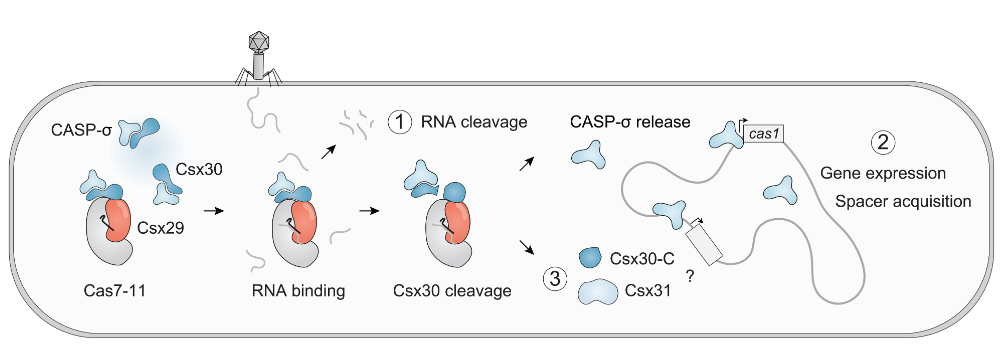 CASP-σ
Csx30
Csx29
Cas7-11
RNA binding
1 RNA cleavage
Csx30 cleavage
CASP-σ release
cas1
?
2
Gene expression
Spacer acquisition
3
Csx30-C
Csx31